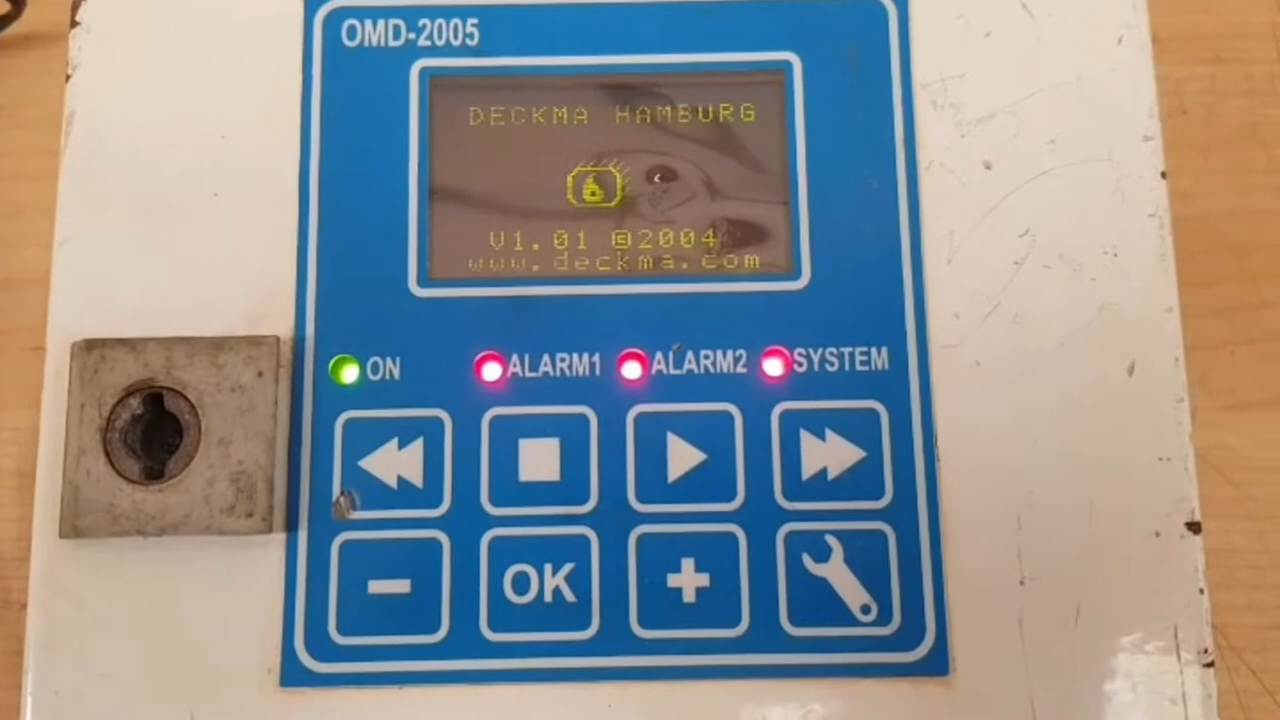 OMD-2005
DECKMA HAMBURG
V1.01 ©2004
www.deckma.com
ON ALARM1 ALARM2 SYSTEM
OK